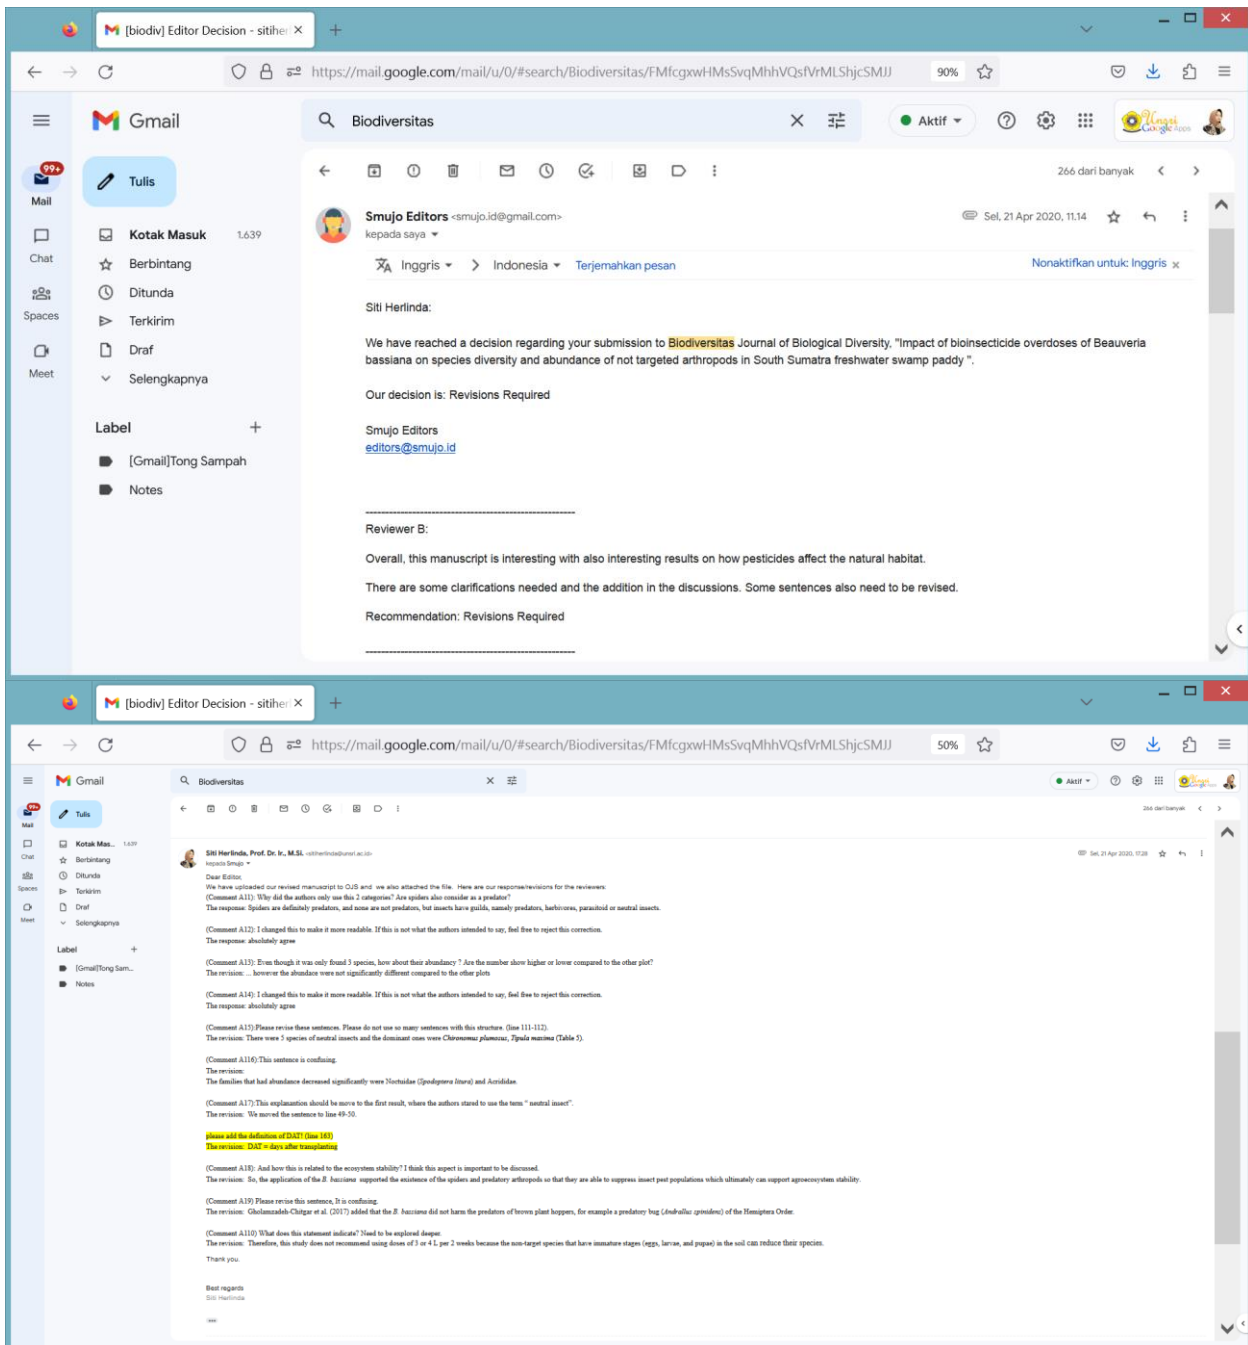 [biodiv] Editor Decision - sitiher
https://mail.google.com/mail/u/0/#search/Biodiversitas/FMfcgxwHMsSvqMhhVQsfVrMLShjcSMJJ
90%
Gmail
Biodiversitas
Aktif
99+
Mail
Chat
Spaces
Meet
Tulis
Kotak Masuk 1.639
Berbintang
Ditunda
Terkirim
Draf
Selengkapnya
Label
[Gmail]Tong Sampah
Notes
266 dari banyak
Smujo Editors <smujo.id@gmail.com>
Sel, 21 Apr 2020, 11.14
kepada saya
Inggris > Indonesia Terjemahkan pesan
Nonaktifkan untuk: Inggris x
Siti Herlinda:
We have reached a decision regarding your submission to Biodiversitas Journal of Biological Diversity, "Impact of bioinsecticide overdoses of Beauveria
bassiana on species diversity and abundance of not targeted arthropods in South Sumatra freshwater swamp paddy ".
Our decision is: Revisions Required
Smujo Editors
editors@smujo.id
------------------------------------------------------
Reviewer B:
Overall, this manuscript is interesting with also interesting results on how pesticides affect the natural habitat.
There are some clarifications needed and the addition in the discussions. Some sentences also need to be revised.
Recommendation: Revisions Required
------------------------------------------------------
[biodiv] Editor Decision - sitiher
https://mail.google.com/mail/u/0/#search/Biodiversitas/FMfcgxwHMsSvqMhhVQsfVrMLShjcSMJJ
50%
Gmail
Biodiversitas
Aktif
99+
Mail
Chat
Spaces
Meet
Tulis
Kotak Mas... 1.639
Berbintang
Ditunda
Terkirim
Draf
Selengkapnya
Label
[Gmail]Tong Sam...
Notes
266 dari banyak
Siti Herlinda, Prof. Dr. Ir., M.Si. <sitiherlinda@unsri.ac.id>
Sel, 21 Apr 2020, 17.28
kepada Smujo
Dear Editor,
We have uploaded our revised manuscript to OJS and we also attached the file. Here are our response/revisions for the reviewers:
(Comment A11): Why did the authors only use this 2 categories? Are spiders also consider as a predator?
The response: Spiders are definitely predators, and none are not predators, but insects have guilds, namely predators, herbivores, parasitoid or neutral insects.
(Comment A12): I changed this to make it more readable. If this is not what the authors intended to say, feel free to reject this correction.
The response: absolutely agree
(Comment A13): Even though it was only found 3 species, how about their abundancy ? Are the number show higher or lower compared to the other plot?
The revision: ... however the abundace were not significantly different compared to the other plots
(Comment A14): I changed this to make it more readable. If this is not what the authors intended to say, feel free to reject this correction.
The response: absolutely agree
(Comment A15):Please revise these sentences. Please do not use so many sentences with this structure. (line 111-112).
The revision: There were 5 species of neutral insects and the dominant ones were Chironomus plumosus, Tipula maxima (Table 5).
(Comment A116):This sentence is confusing.
The revision:
The families that had abundance decreased significantly were Noctuidae (Spodoptera litura) and Acrididae.
(Comment A17):This explanantion should be move to the first result, where the authors stared to use the term " neutral insect".
The revision: We moved the sentence to line 49-50.
please add the definition of DAT! (line 163)
The revision: DAT = days after transplanting
(Comment A18): And how this is related to the ecosystem stability? I think this aspect is important to be discussed.
The revision: So, the application of the B. bassiana supported the existence of the spiders and predatory arthropods so that they are able to suppress insect pest populations which ultimately can support agroecosystem stability.
(Comment A19) Please revise this sentence, It is confusing.
The revision: Gholamzadeh-Chitgar et al. (2017) added that the B. bassiana did not harm the predators of brown plant hoppers, for example a predatory bug (Andrallus spinidens) of the Hemiptera Order.
(Comment A110) What does this statement indicate? Need to be explored deeper.
The revision: Therefore, this study does not recommend using doses of 3 or 4 L per 2 weeks because the non-target species that have immature stages (eggs, larvae, and pupae) in the soil can reduce their species.
Thank you.
Best regards
Siti Herlinda